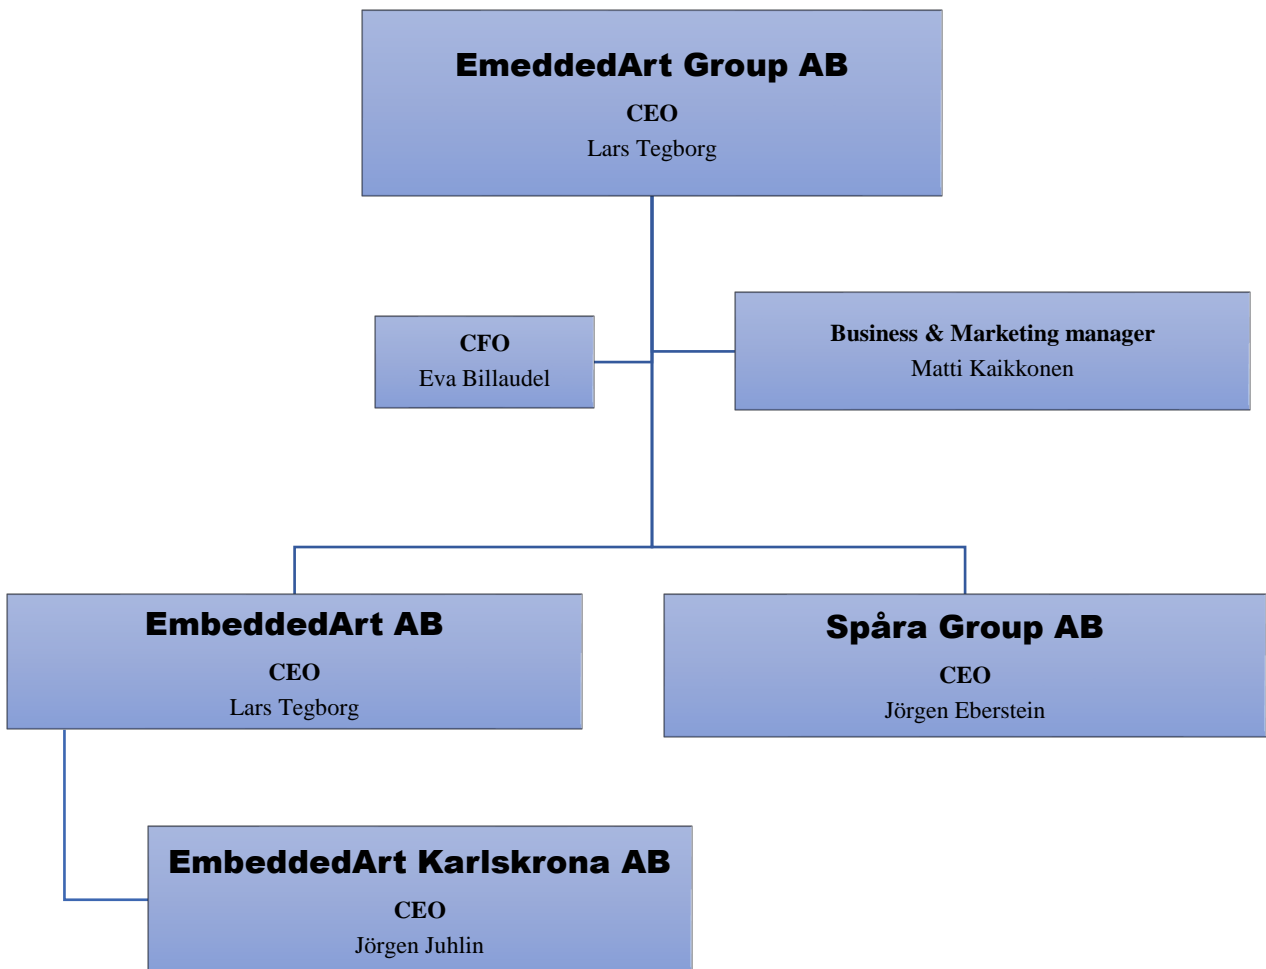 EmeddedArt Group AB
CEO
Lars Tegborg
CFO
Eva Billaudel
Business & Marketing manager
Matti Kaikkonen
EmbeddedArt AB
CEO
Lars Tegborg
Spåra Group AB
CEO
Jörgen Eberstein
EmbeddedArt Karlskrona AB
CEO
Jörgen Juhlin